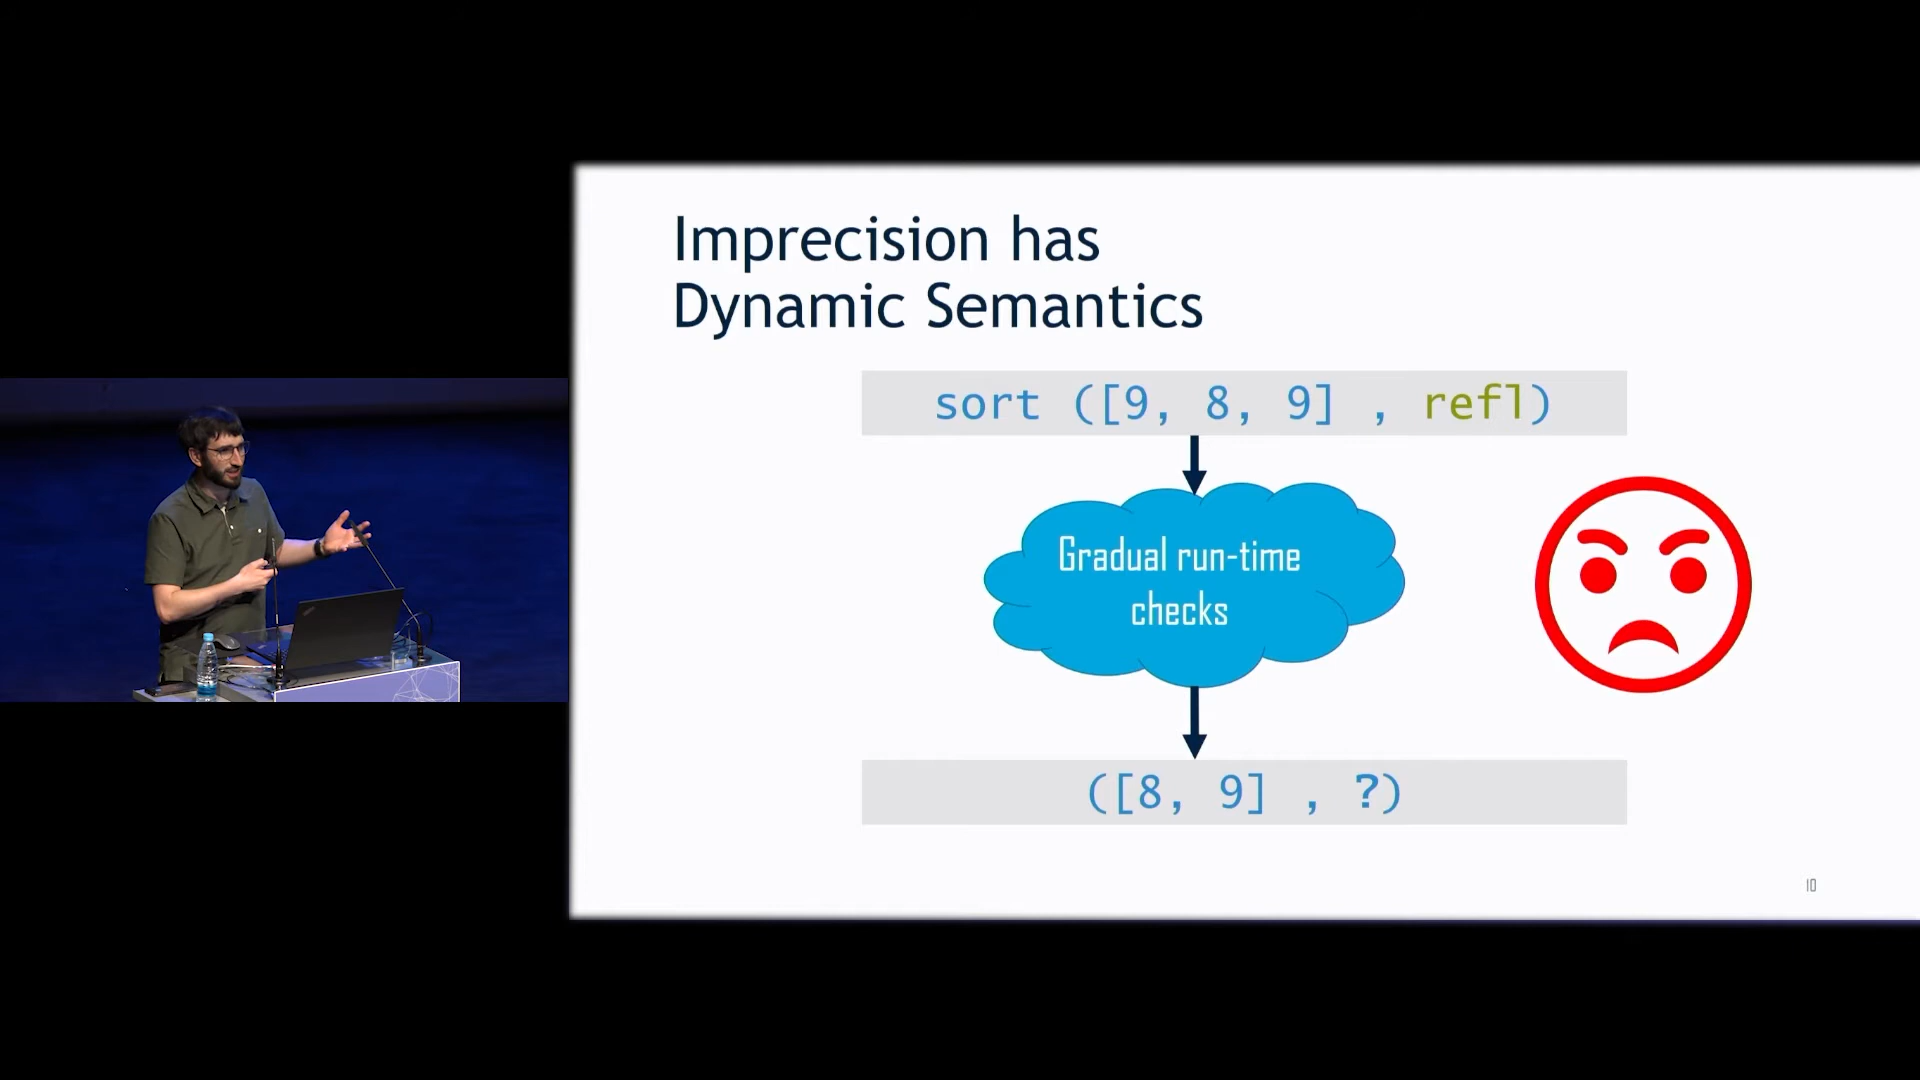 Imprecision has
Dynamic Semantics
sort ([9, 8, 9] , refl)
Gradual run-time
checks
([8, 9] , ?)
10